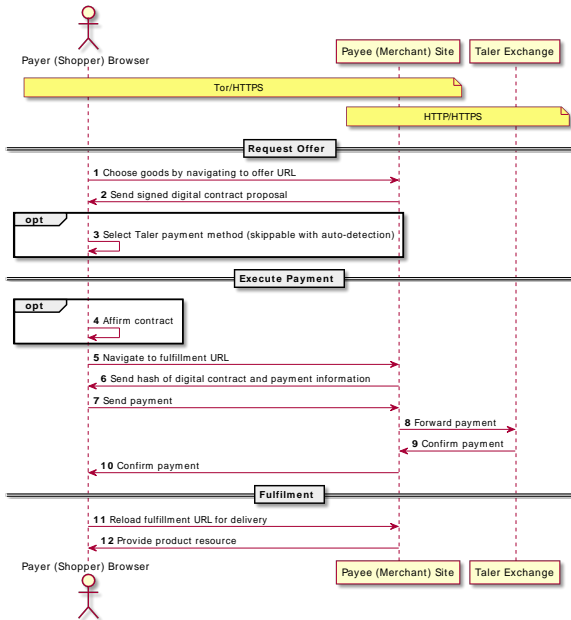 Payer (Shopper) Browser
Payee (Merchant) Site
Taler Exchange
Tor/HTTPS
HTTP/HTTPS
Request Offer
1 Choose goods by navigating to offer URL
2 Send signed digital contract proposal
opt
3 Select Taler payment method (skippable with auto-detection)
Execute Payment
opt
4 Affirm contract
5 Navigate to fulfillment URL
6 Send hash of digital contract and payment information
7 Send payment
8 Forward payment
9 Confirm payment
10 Confirm payment
Fulfilment
11 Reload fulfillment URL for delivery
12 Provide product resource
Payer (Shopper) Browser
Payee (Merchant) Site
Taler Exchange